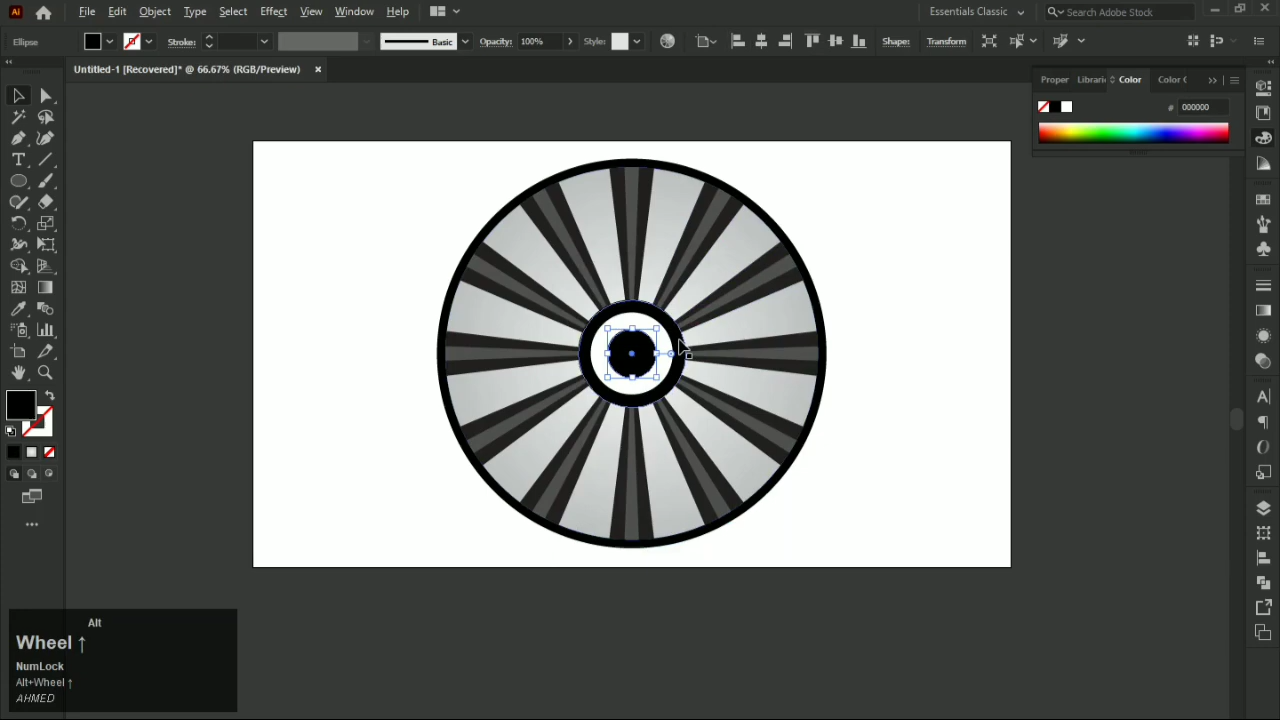 Ai File Edit Object Type Select Effect View Window Help Essentials Classic Search Adobe Stock
Ellipse Stroke: Basic Opacity: 100% Style: Shape: Transform
Untitled-1 [Recovered]* @ 66.67% (RGB/Preview) ×
Proper Librari Color Color
# 000000
Alt
Wheel ↑
NumLock
Alt+Wheel ↑
AHMED